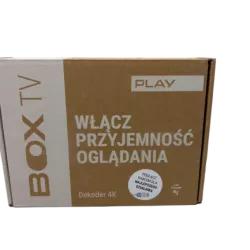 BOX TV
PLAY
WŁĄCZ
PRZYJEMNOŚĆ
OGLĄDANIA
Dekoder 4K